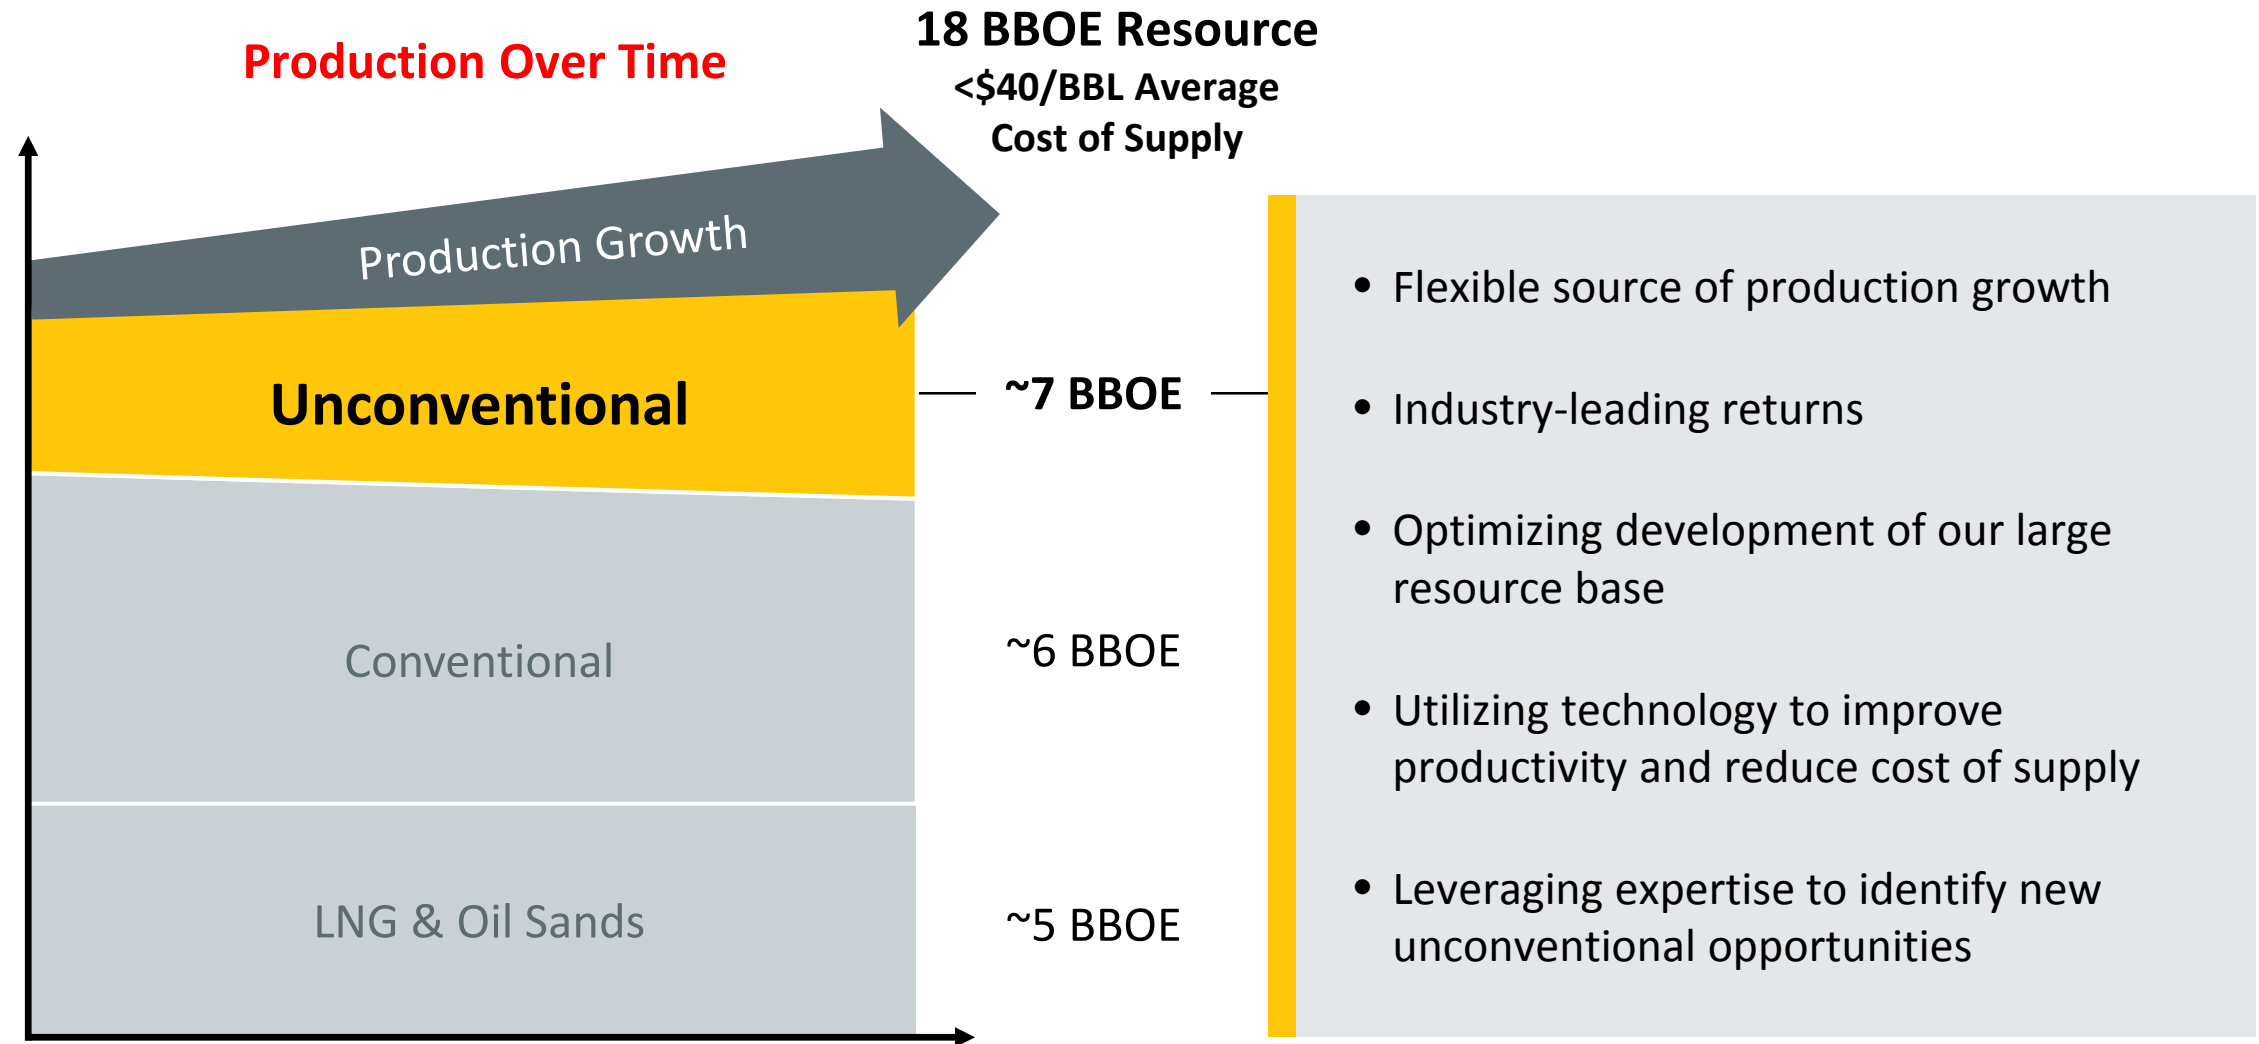 Production Over Time
18 BBOE Resource
<$40/BBL Average
Cost of Supply
Production Growth
Unconventional
~7 BBOE
Conventional
~6 BBOE
LNG & Oil Sands
~5 BBOE
• Flexible source of production growth
• Industry-leading returns
• Optimizing development of our large
resource base
• Utilizing technology to improve
productivity and reduce cost of supply
• Leveraging expertise to identify new
unconventional opportunities